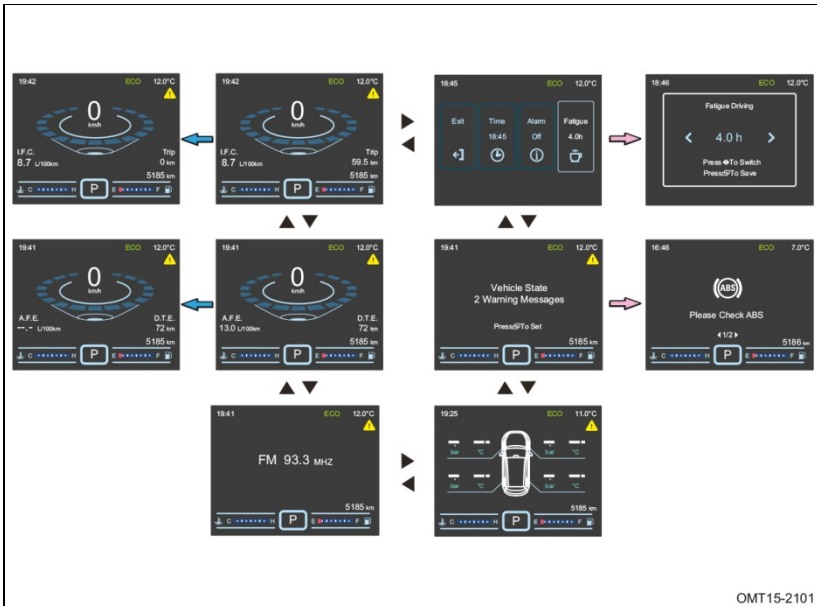 19:42 ECO 12.0°C
0
km/h
I.F.C. Trip
8.7 L/100km 0 km
5185 km
C H P E F
19:42 ECO 12.0°C
0
km/h
I.F.C. Trip
8.7 L/100km 59.5 km
5185 km
C H P E F
18:45 ECO 12.0°C
Exit Time Alarm Fatigue
18:45 Off 4.0h
18:46 ECO 12.0°C
Fatigue Driving
4.0 h
Press To Switch
Press To Save
19:41 ECO 12.0°C
0
km/h
A.F.E. D.T.E.
--.- L/100km 72 km
5185 km
C H P E F
19:41 ECO 12.0°C
0
km/h
A.F.E. D.T.E.
13.0 L/100km 72 km
5185 km
C H P E F
19:41 ECO 12.0°C
Vehicle State
2 Warning Messages
Press To Set
5185 km
C H P E F
16:46 ECO 7.0°C
ABS
Please Check ABS
1/2
5186 km
C H P E F
19:41 ECO 12.0°C
FM 93.3 MHZ
5185 km
C H P E F
19:25 ECO 11.0°C
bar °C bar °C
bar °C bar °C
5185 km
C H P E F
OMT15-2101